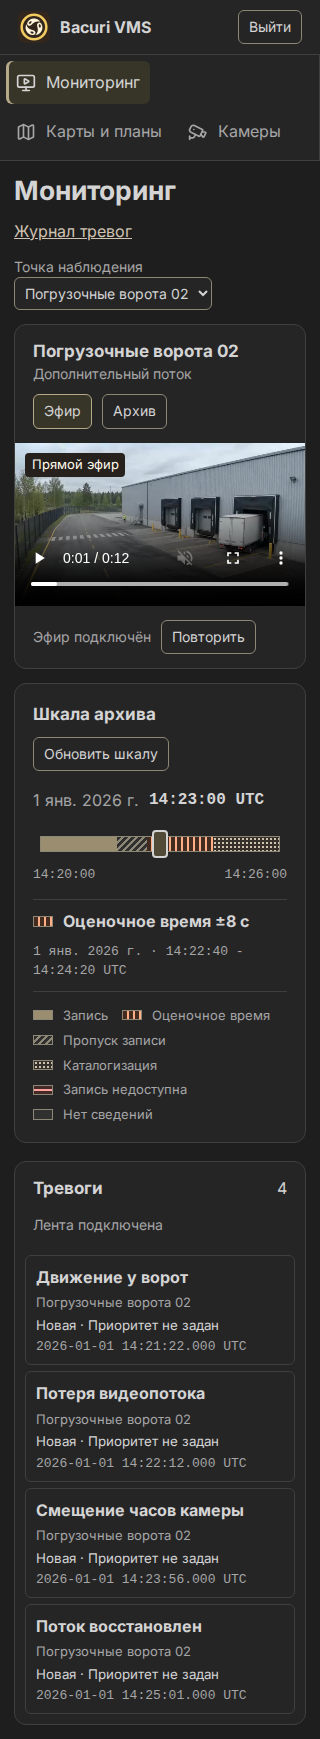 Bacuri VMS
Выйти
Мониторинг
Карты и планы
Камеры
Мониторинг
Журнал тревог
Точка наблюдения
Погрузочные ворота 02
Погрузочные ворота 02
Дополнительный поток
Эфир
Архив
Прямой эфир
0:01 / 0:12
Эфир подключён
Повторить
Шкала архива
Обновить шкалу
1 янв. 2026 г. 14:23:00 UTC
14:20:00
14:26:00
Оценочное время ±8 с
1 янв. 2026 г. · 14:22:40 -
14:24:20 UTC
Запись
Оценочное время
Пропуск записи
Каталогизация
Запись недоступна
Нет сведений
Тревоги
4
Лента подключена
Движение у ворот
Погрузочные ворота 02
Новая · Приоритет не задан
2026-01-01 14:21:22.000 UTC
Потеря видеопотока
Погрузочные ворота 02
Новая · Приоритет не задан
2026-01-01 14:22:12.000 UTC
Смещение часов камеры
Погрузочные ворота 02
Новая · Приоритет не задан
2026-01-01 14:23:56.000 UTC
Поток восстановлен
Погрузочные ворота 02
Новая · Приоритет не задан
2026-01-01 14:25:01.000 UTC